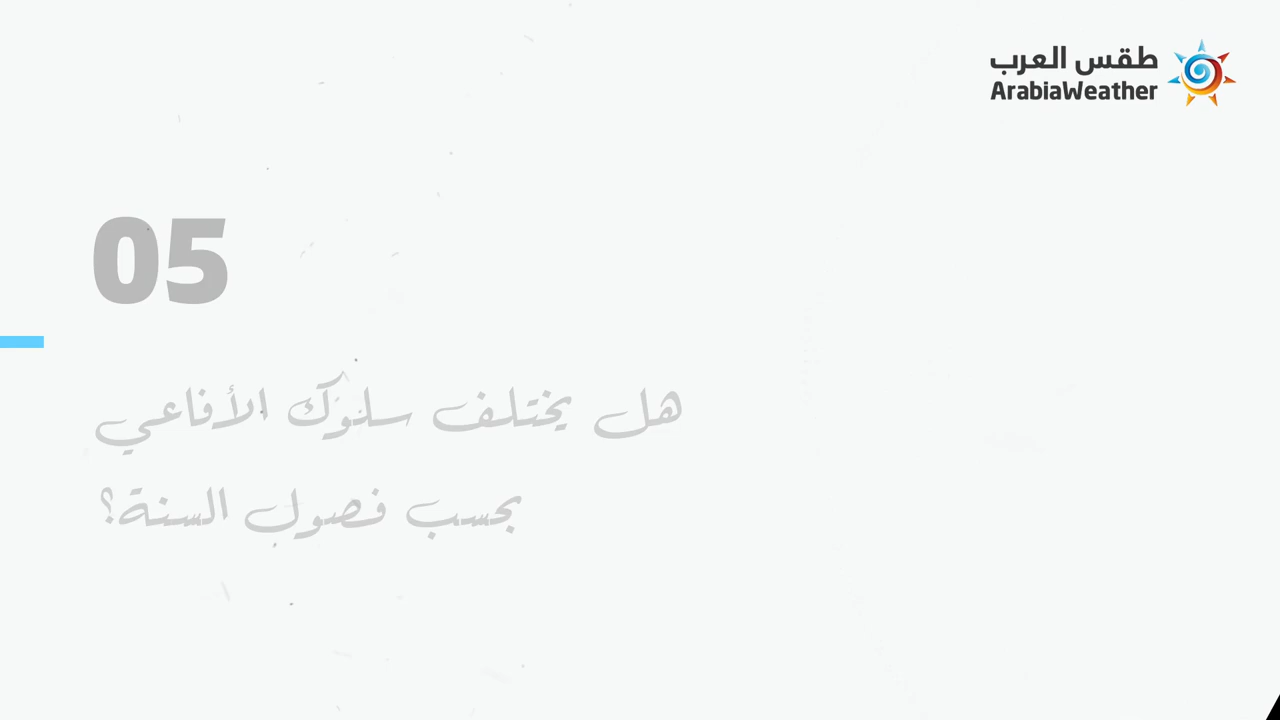 طقس العرب
ArabiaWeather
05
هل يختلف سلوك الأفاعي
بحسب فصول السنة؟